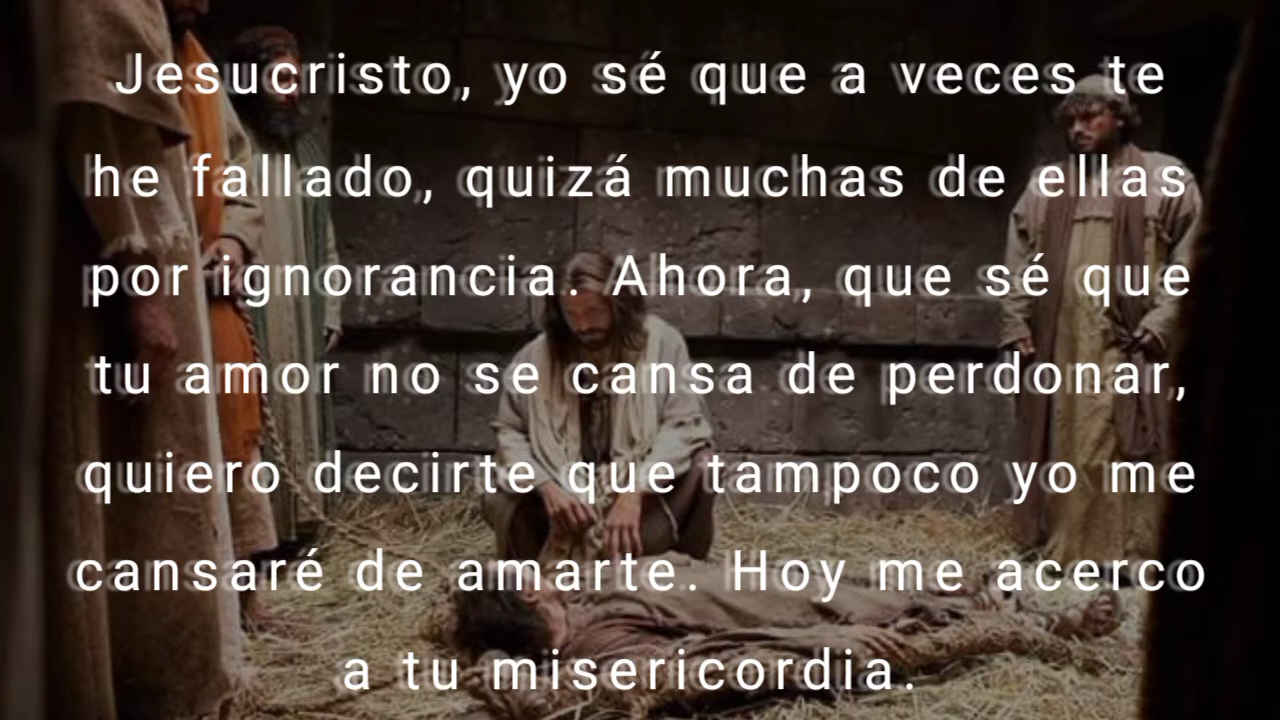 Jesucristo, yo sé que a veces te
he fallado, quizá muchas de ellas
por ignorancia. Ahora, que sé que
tu amor no se cansa de perdonar,
quiero decirte que tampoco yo me
cansaré de amarte. Hoy me acerco
a tu misericordia.